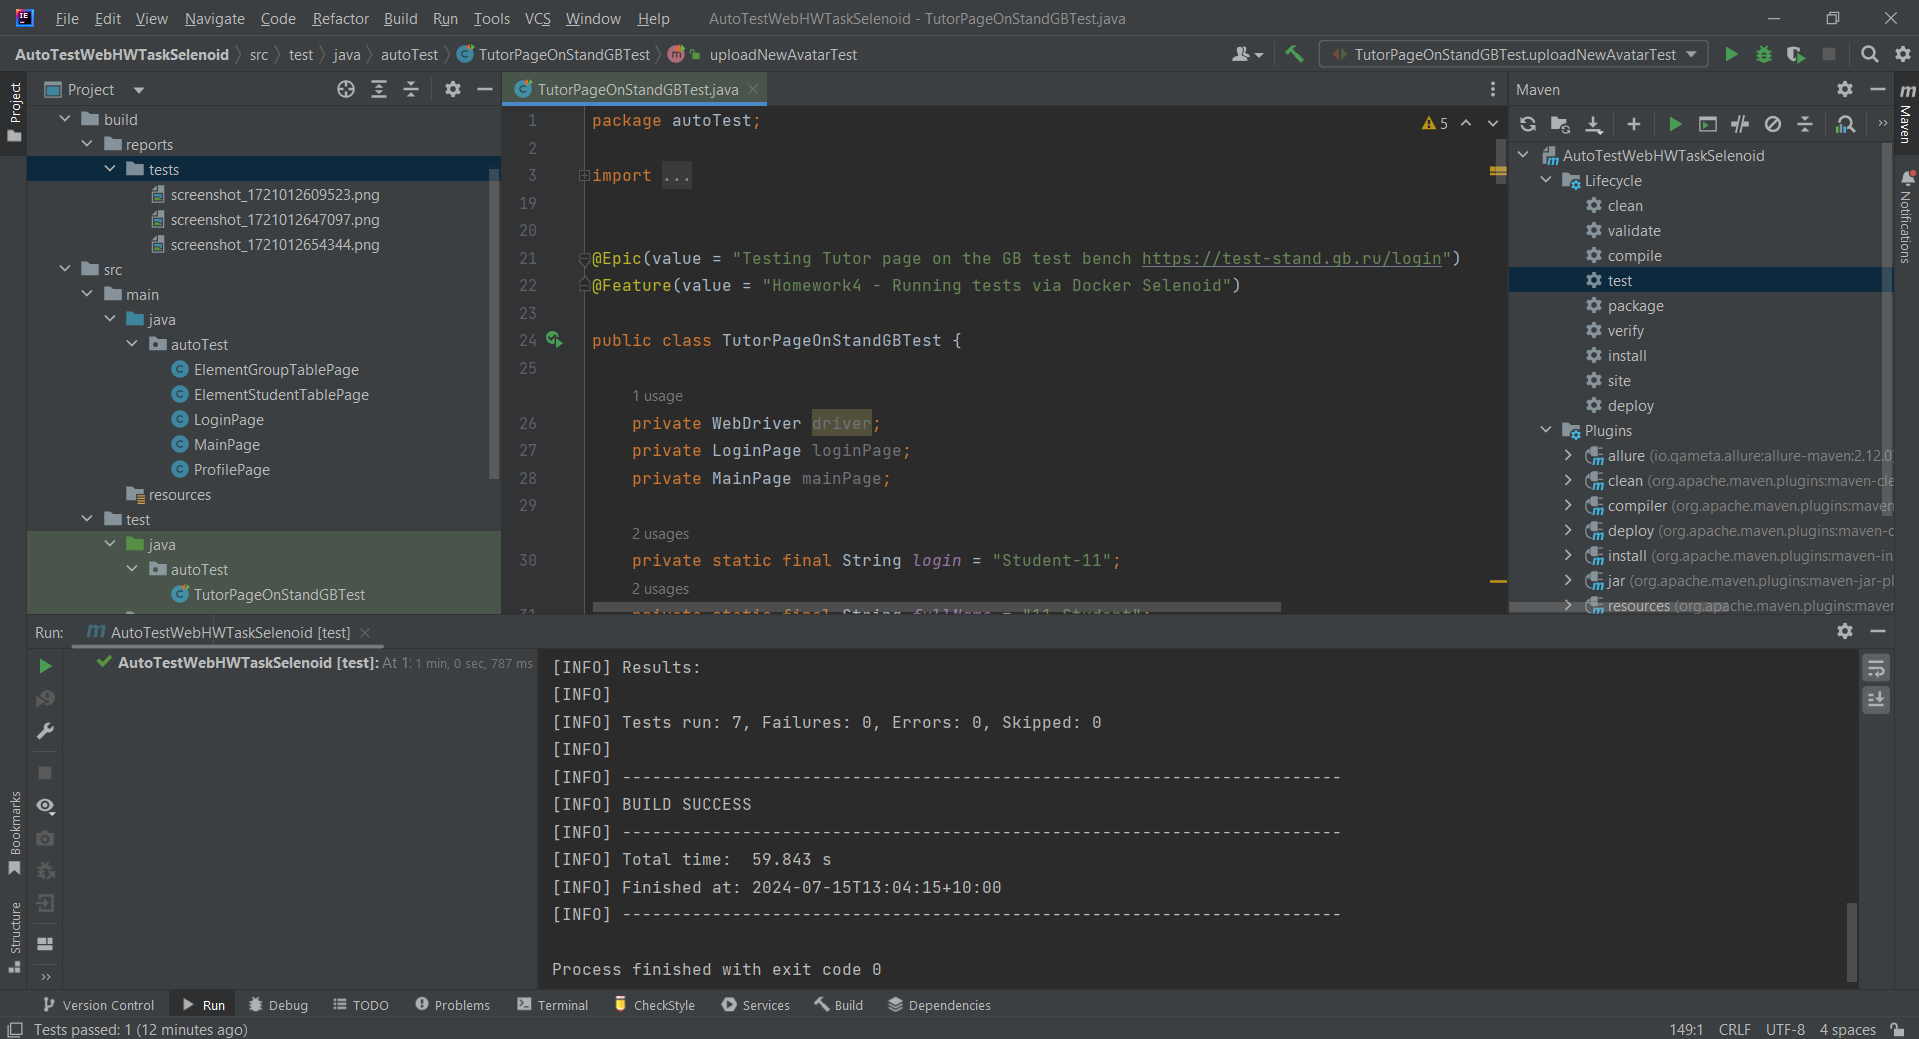 File Edit View Navigate Code Refactor Build Run Tools VCS Window Help AutoTestWebHWTaskSelenoid - TutorPageOnStandGBTest.java
AutoTestWebHWTaskSelenoid src test java autoTest TutorPageOnStandGBTest uploadNewAvatarTest TutorPageOnStandGBTest.uploadNewAvatarTest
Project
Project
build
reports
tests
screenshot_1721012609523.png
screenshot_1721012647097.png
screenshot_1721012654344.png
src
main
java
autoTest
ElementGroupTablePage
ElementStudentTablePage
LoginPage
MainPage
ProfilePage
resources
test
java
autoTest
TutorPageOnStandGBTest
TutorPageOnStandGBTest.java
5
1 package autoTest;
2
3 import ...
19
20
21 @Epic(value = "Testing Tutor page on the GB test bench https://test-stand.gb.ru/login")
22 @Feature(value = "Homework4 - Running tests via Docker Selenoid")
23
24 public class TutorPageOnStandGBTest {
25
1 usage
26 private WebDriver driver;
27 private LoginPage loginPage;
28 private MainPage mainPage;
29
2 usages
30 private static final String login = "Student-11";
2 usages
31 private static final String fullName = "11 Student";
Maven
AutoTestWebHWTaskSelenoid
Lifecycle
clean
validate
compile
test
package
verify
install
site
deploy
Plugins
allure (io.qameta.allure:allure-maven:2.12.0
clean (org.apache.maven.plugins:maven-cle
compiler (org.apache.maven.plugins:maven
deploy (org.apache.maven.plugins:maven-c
install (org.apache.maven.plugins:maven-in
jar (org.apache.maven.plugins:maven-jar-pl
resources (org.apache.maven.plugins:maven
Maven
Notifications
Run: AutoTestWebHWTaskSelenoid [test]
AutoTestWebHWTaskSelenoid [test]: At 1 1 min, 0 sec, 787 ms
[INFO] Results:
[INFO]
[INFO] Tests run: 7, Failures: 0, Errors: 0, Skipped: 0
[INFO]
[INFO] ------------------------------------------------------------------------
[INFO] BUILD SUCCESS
[INFO] ------------------------------------------------------------------------
[INFO] Total time:  59.843 s
[INFO] Finished at: 2024-07-15T13:04:15+10:00
[INFO] ------------------------------------------------------------------------
Process finished with exit code 0
Bookmarks
Structure
Version Control Run Debug TODO Problems Terminal CheckStyle Services Build Dependencies
Tests passed: 1 (12 minutes ago) 149:1 CRLF UTF-8 4 spaces